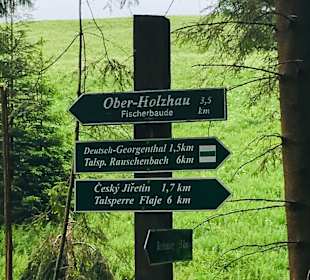 Ober-Holzhau 3,5
Fischerbaude km
Deutsch-Georgenthal 1,5km
Talsp. Rauschenbach 6km
Český Jiřetín 1,7 km
Talsperre Flaje 6 km